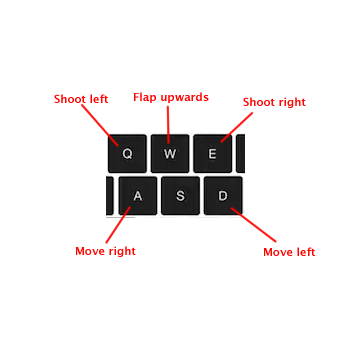 Flap upwards
Shoot left
Shoot right
Q W E
A S D
Move right
Move left